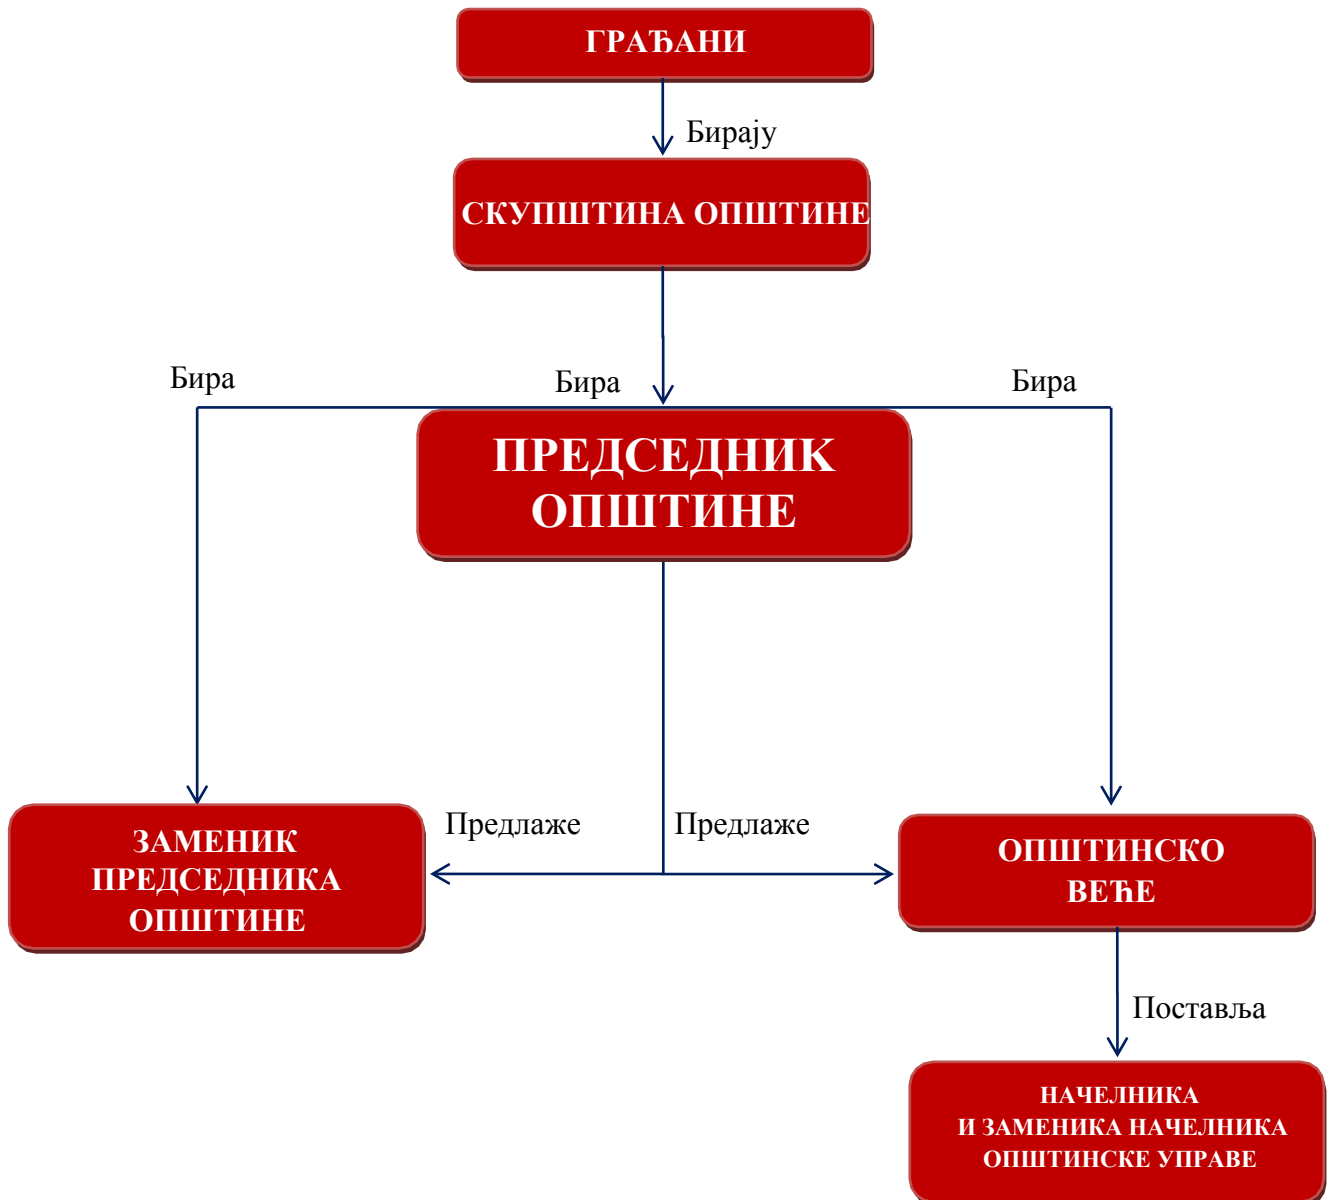 ГРАЂАНИ
Бирају
СКУПШТИНА ОПШТИНЕ
Бира
Бира
Бира
ПРЕДСЕДНИК
ОПШТИНЕ
Предлаже
Предлаже
ЗАМЕНИК
ПРЕДСЕДНИКА
ОПШТИНЕ
ОПШТИНСКО
ВЕЋЕ
Поставља
НАЧЕЛНИКА
И ЗАМЕНИКА НАЧЕЛНИКА
ОПШТИНСКЕ УПРАВЕ